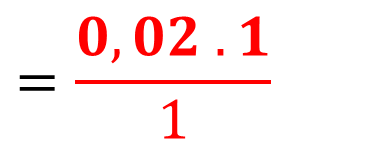 = 0, 02 . 1
1